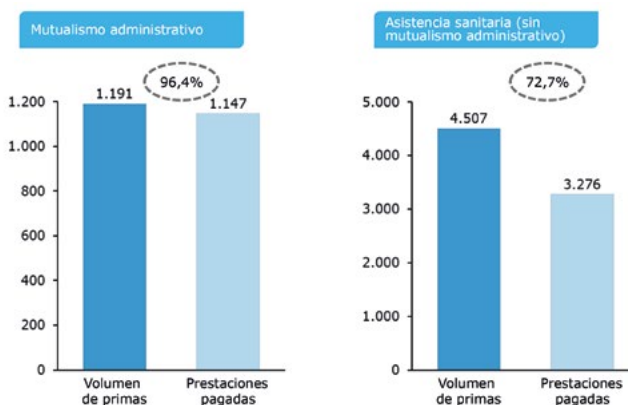 Mutualismo administrativo
96,4%
1.200
1.000
800
600
400
200
0
1.191
1.147
Volumen
de primas
Prestaciones
pagadas
Asistencia sanitaria (sin
mutualismo administrativo)
72,7%
5.000
4.000
3.000
2.000
1.000
0
4.507
3.276
Volumen
de primas
Prestaciones
pagadas